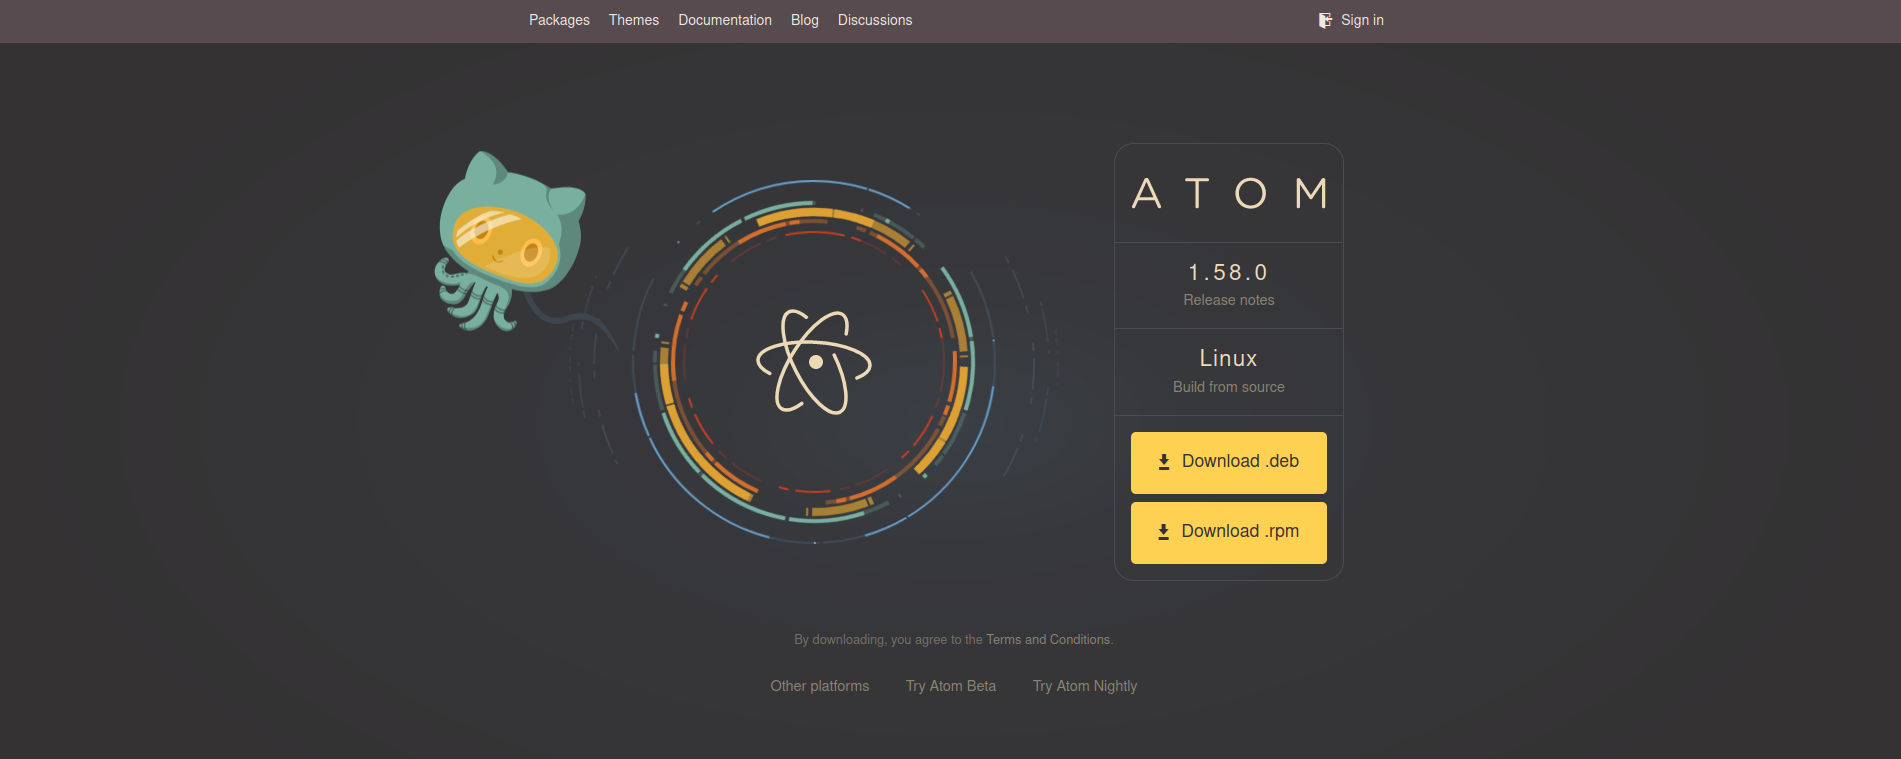 Packages Themes Documentation Blog Discussions Sign in
ATOM
1.58.0
Release notes
Linux
Build from source
Download .deb
Download .rpm
By downloading, you agree to the Terms and Conditions.
Other platforms Try Atom Beta Try Atom Nightly